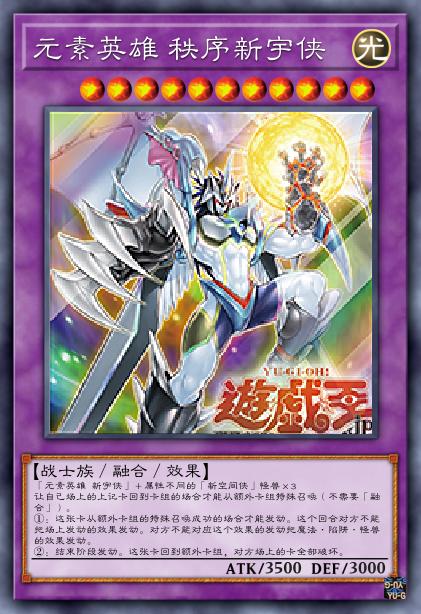 元素英雄 秩序新宇侠
光
YU-GI-OH!
遊戯王
JP
【战士族／融合／效果】
「元素英雄 新宇侠」＋属性不同的「新空间侠」怪兽×3
让自己场上的上记卡回到卡组的场合才能从额外卡组特殊召唤（不需要「融
合」）。
①：这张卡从额外卡组的特殊召唤成功的场合才能发动。这个回合对方不能
把场上发动的效果发动。对方不能对应这个效果的发动把魔法·陷阱·怪兽
的效果发动。
②：结束阶段发动。这张卡回到额外卡组，对方场上的卡全部破坏。
ATK/3500 DEF/3000